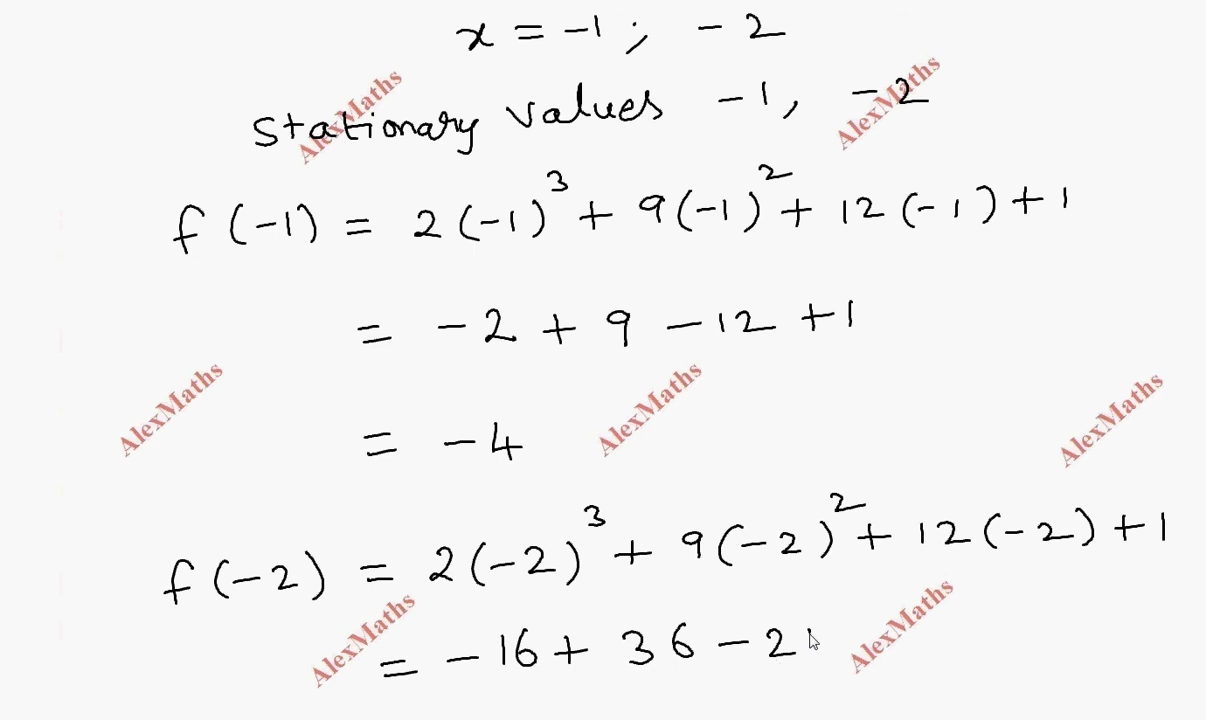 x = -1 ; -2
AlexMaths AlexMaths
Stationary values -1, -2
f(-1) = 2(-1)³ + 9(-1)² + 12(-1) + 1
= -2 + 9 - 12 + 1
AlexMaths AlexMaths AlexMaths
= -4
f(-2) = 2(-2)³ + 9(-2)² + 12(-2) + 1
AlexMaths AlexMaths
= -16 + 36 - 2